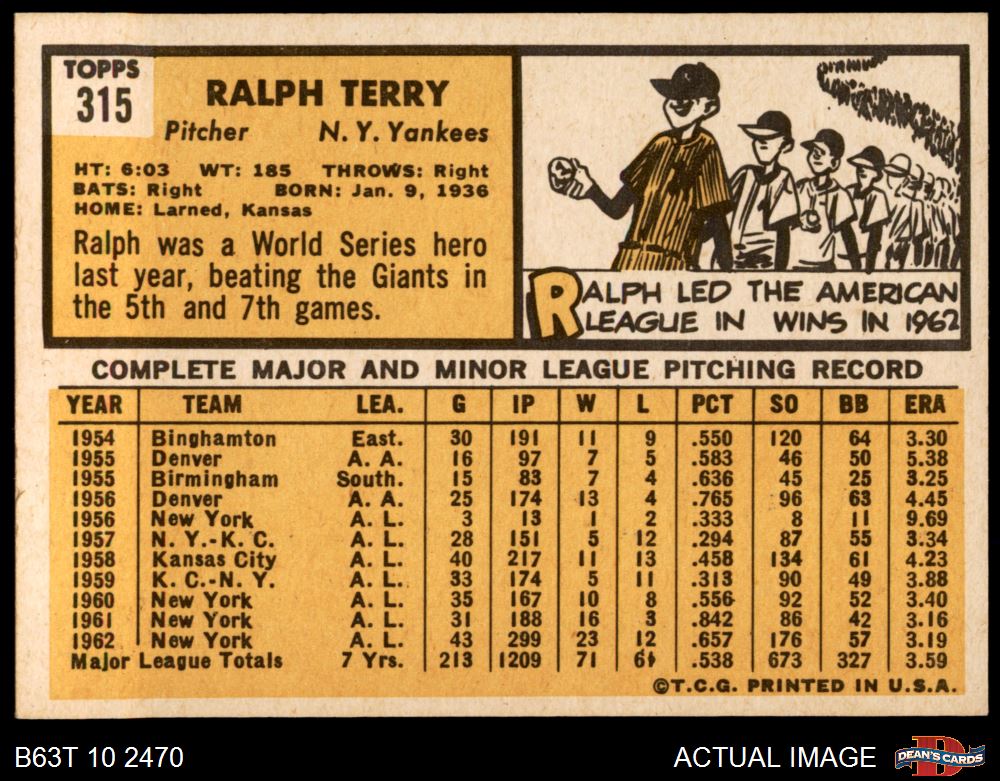 TOPPS
315
RALPH TERRY
Pitcher N. Y. Yankees
HT: 6:03 WT: 185 THROWS: Right
BATS: Right BORN: Jan. 9, 1936
HOME: Larned, Kansas
Ralph was a World Series hero
last year, beating the Giants in
the 5th and 7th games.
RALPH LED THE AMERICAN
LEAGUE IN WINS IN 1962
COMPLETE MAJOR AND MINOR LEAGUE PITCHING RECORD
YEAR TEAM LEA. G IP W L PCT SO BB ERA
1954 Binghamton East. 30 191 11 9 .550 120 64 3.30
1955 Denver A. A. 16 97 7 5 .583 46 50 5.38
1955 Birmingham South. 15 83 7 4 .636 45 25 3.25
1956 Denver A. A. 25 174 13 4 .765 96 63 4.45
1956 New York A. L. 3 13 1 2 .333 8 11 9.69
1957 N. Y.-K. C. A. L. 28 151 5 12 .294 87 55 3.34
1958 Kansas City A. L. 40 217 11 13 .458 134 61 4.23
1959 K. C.-N. Y. A. L. 33 174 5 11 .313 90 49 3.88
1960 New York A. L. 35 167 10 8 .556 92 52 3.40
1961 New York A. L. 31 188 16 3 .842 86 42 3.16
1962 New York A. L. 43 299 23 12 .657 176 57 3.19
Major League Totals 7 Yrs. 213 1209 71 61 .538 673 327 3.59
©T.C.G. PRINTED IN U.S.A.
B63T 10 2470 ACTUAL IMAGE DEAN'S CARDS